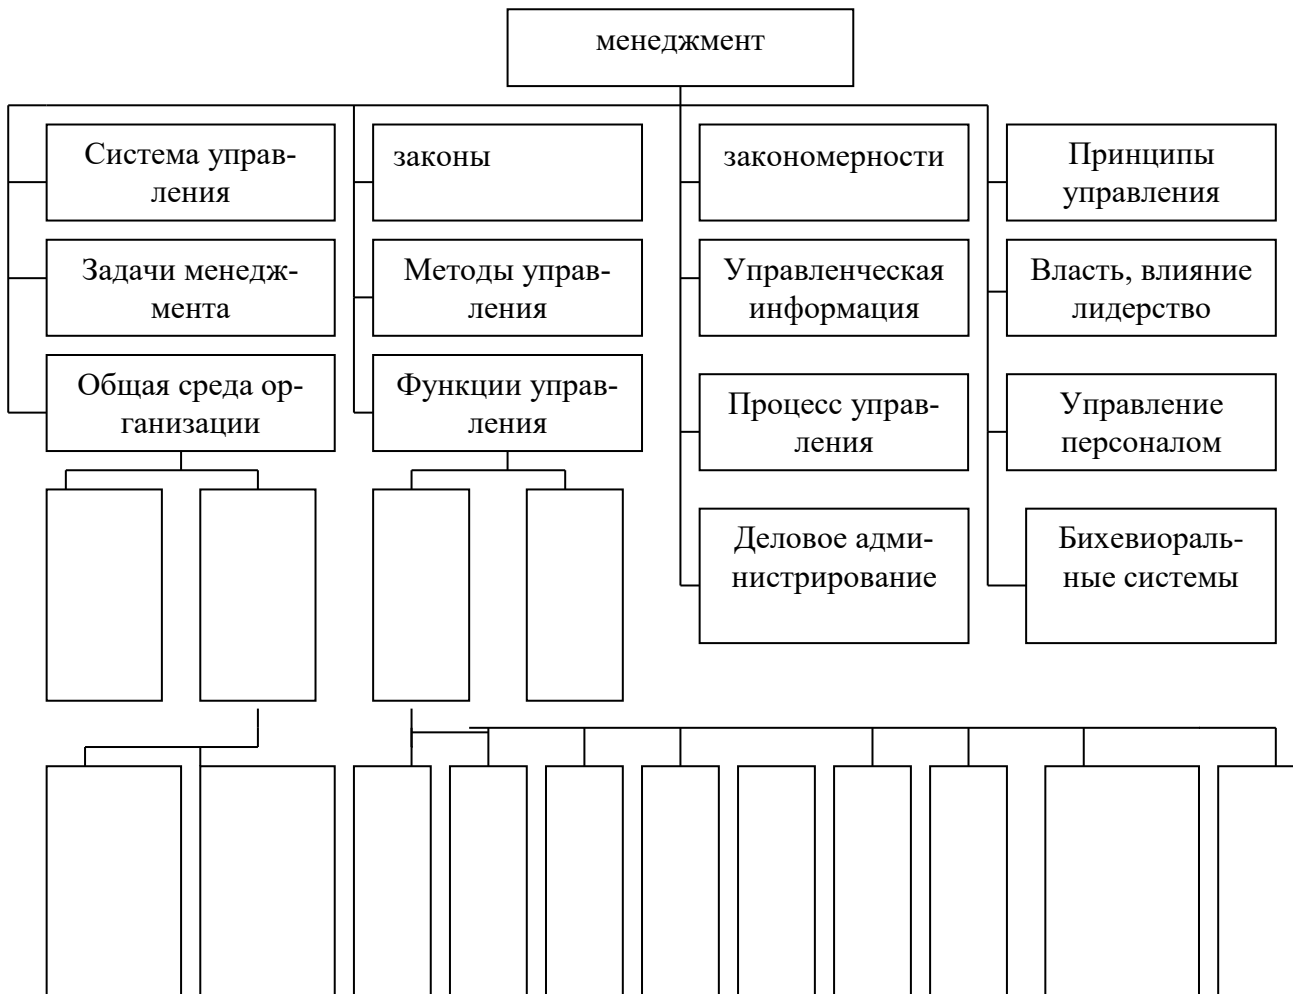 менеджмент
Система управ-
ления
законы
закономерности
Принципы
управления
Задачи менедж-
мента
Методы управ-
ления
Управленческая
информация
Власть, влияние
лидерство
Общая среда ор-
ганизации
Функции управ-
ления
Процесс управ-
ления
Управление
персоналом
Деловое адми-
нистрирование
Бихевиораль-
ные системы